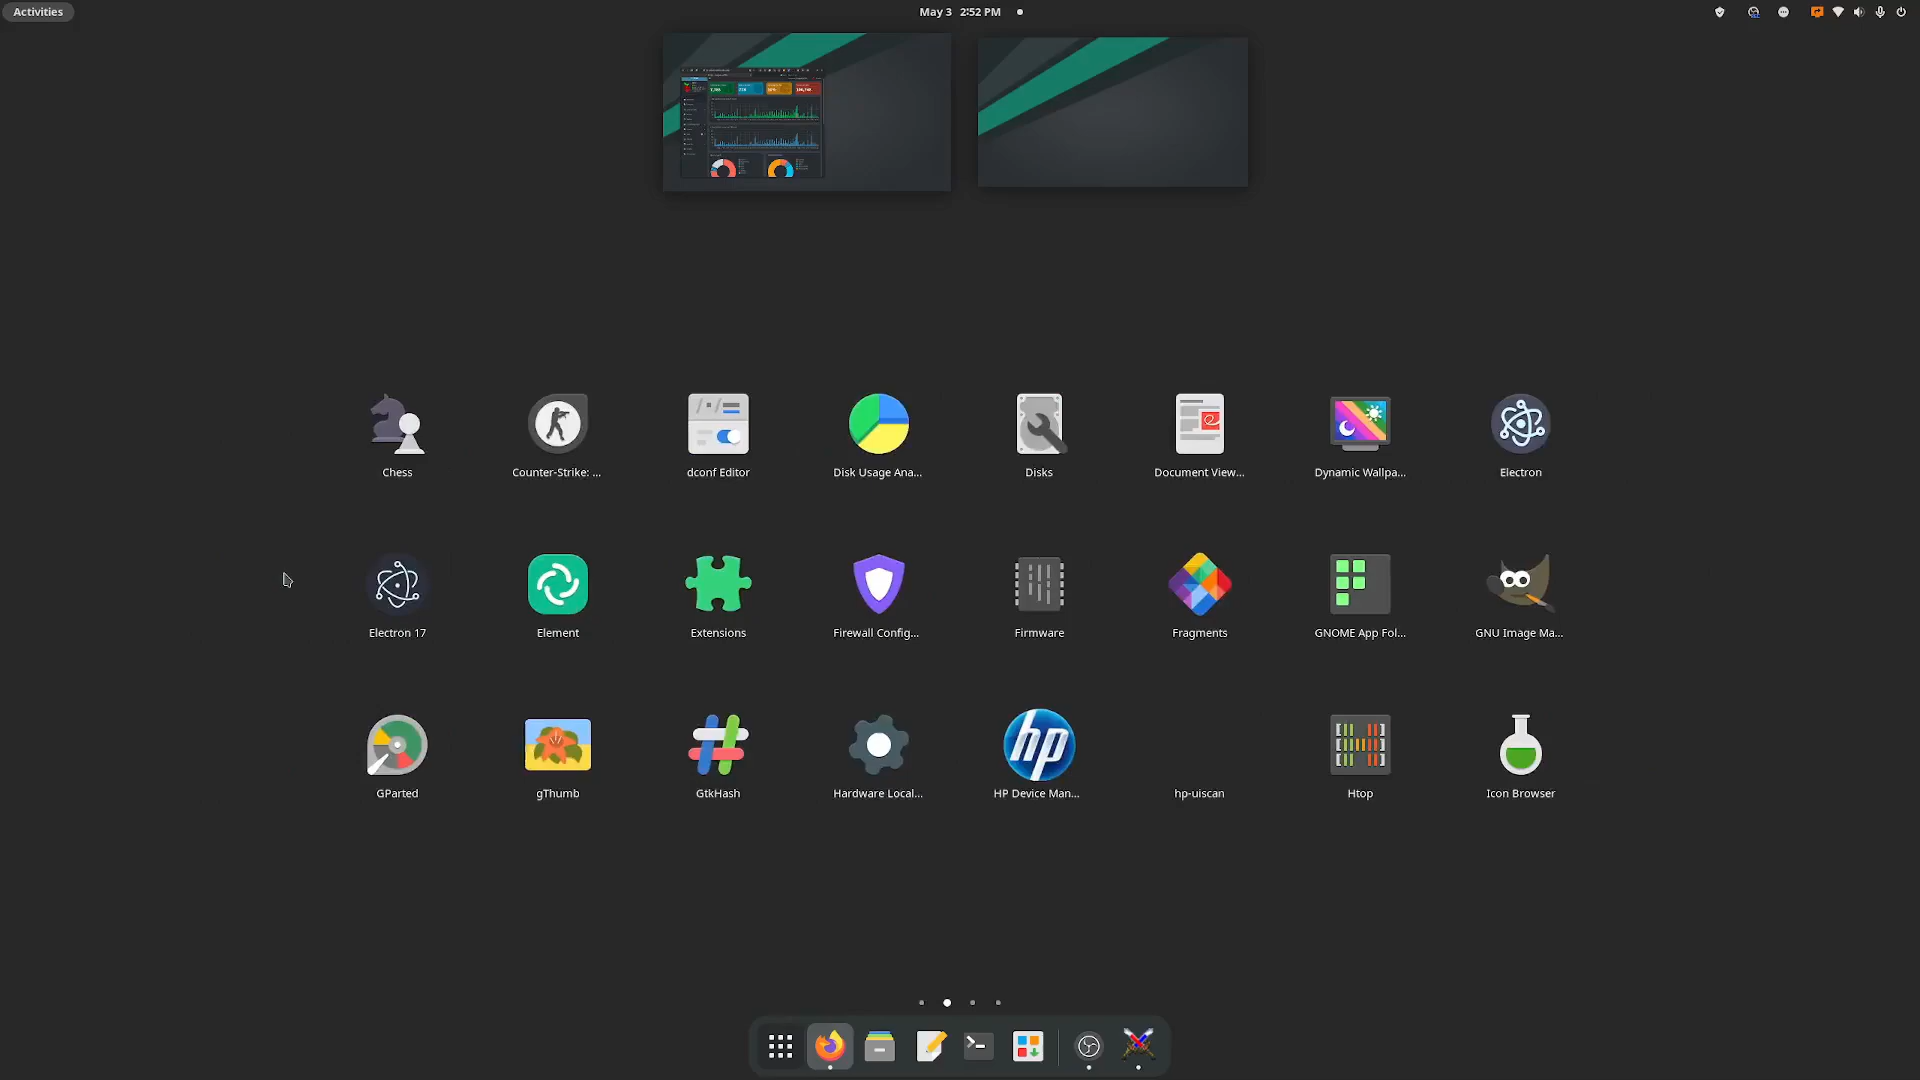 Activities
May 3 2:52 PM
Chess
Counter-Strike: ...
dconf Editor
Disk Usage Ana...
Disks
Document View...
Dynamic Wallpa...
Electron
Electron 17
Element
Extensions
Firewall Config...
Firmware
Fragments
GNOME App Fol...
GNU Image Ma...
GParted
gThumb
GtkHash
Hardware Local...
hp
HP Device Man...
hp-uiscan
Htop
Icon Browser